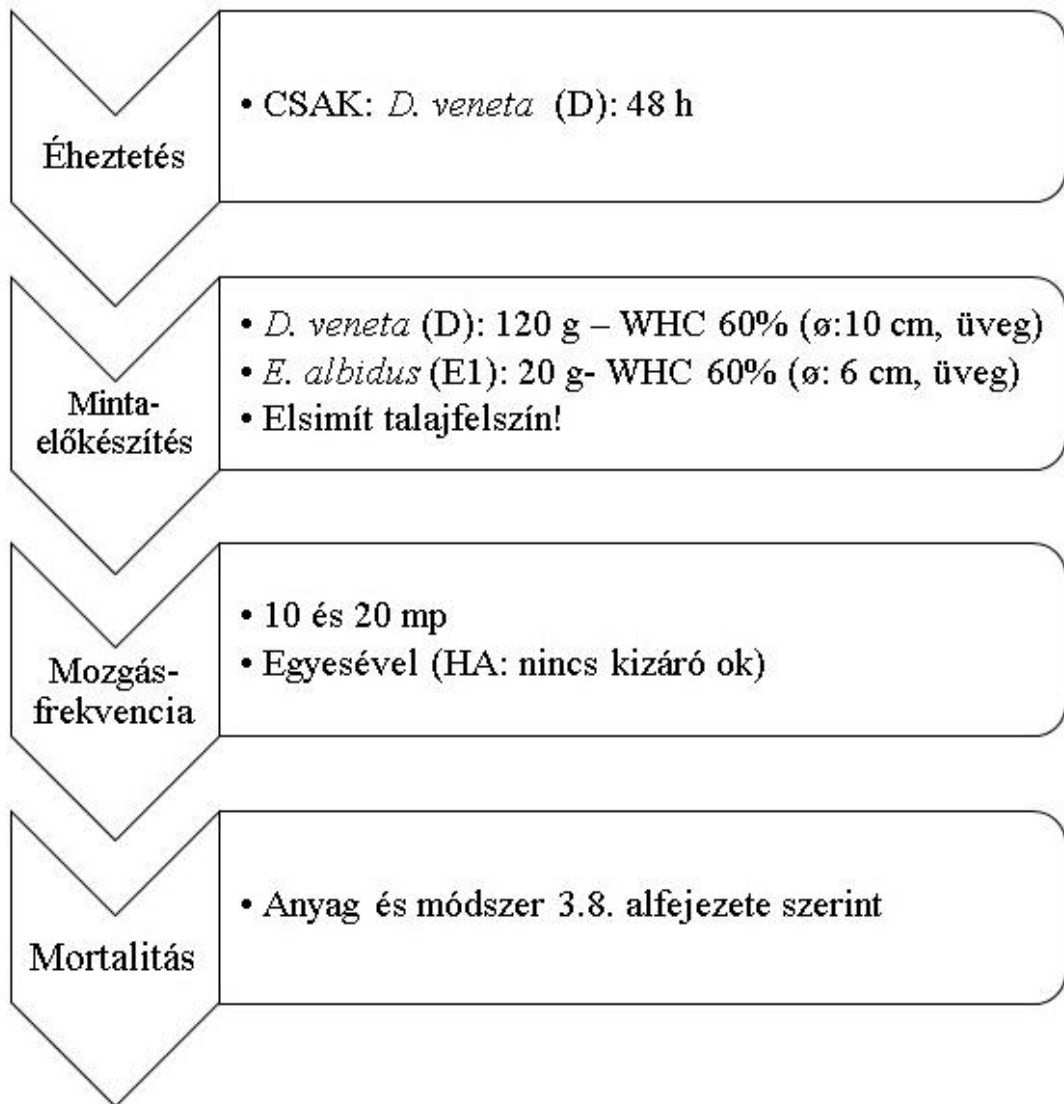 Éheztetés
• CSAK: D. veneta (D): 48 h
Minta-
előkészítés
• D. veneta (D): 120 g – WHC 60% (ø:10 cm, üveg)
• E. albidus (E1): 20 g- WHC 60% (ø: 6 cm, üveg)
• Elsimít talajfelszín!
Mozgás-
frekvencia
• 10 és 20 mp
• Egyesével (HA: nincs kizáró ok)
Mortalitás
• Anyag és módszer 3.8. alfejezete szerint